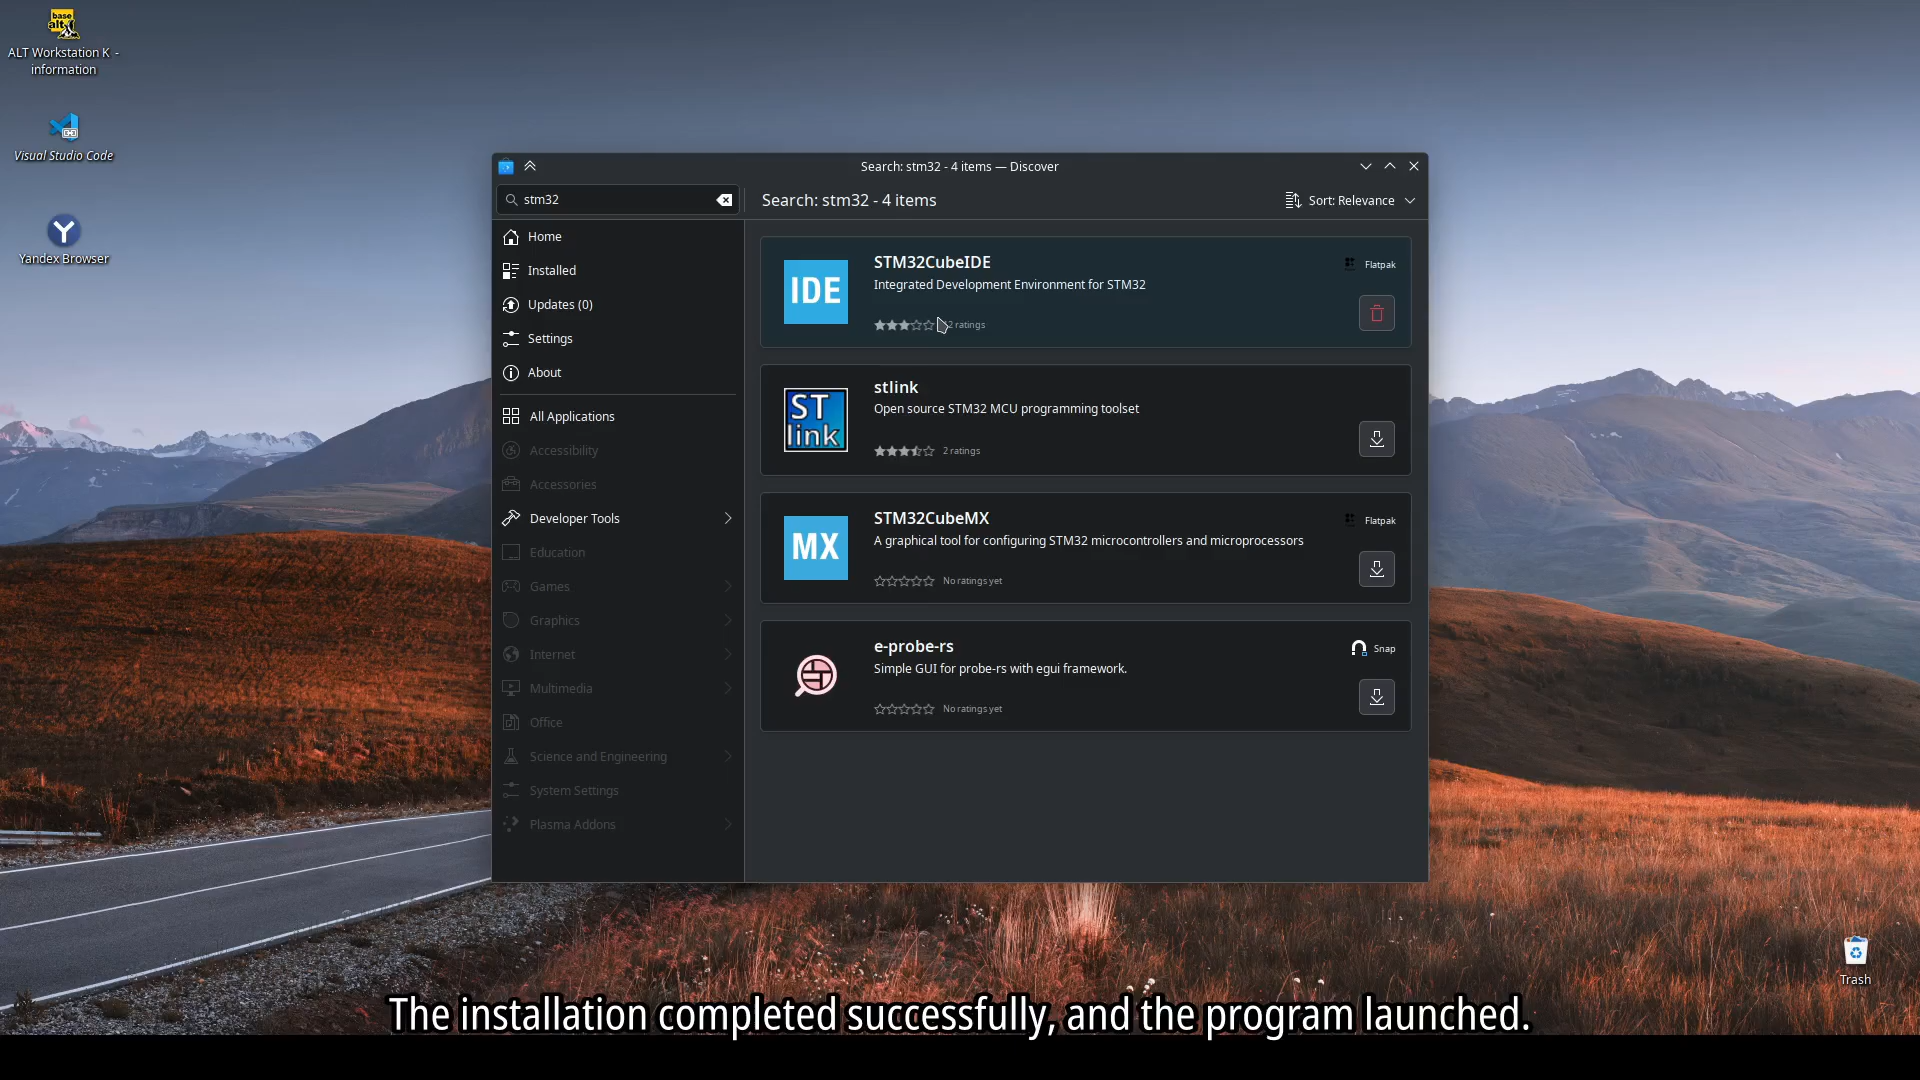 base
alt
ALT Workstation K -
information
Visual Studio Code
Y
Yandex Browser
Search: stm32 - 4 items — Discover
stm32
Search: stm32 - 4 items
Sort: Relevance
Home
Installed
Updates (0)
Settings
About
All Applications
Accessibility
Accessories
Developer Tools
Education
Games
Graphics
Internet
Multimedia
Office
Science and Engineering
System Settings
Plasma Addons
IDE
STM32CubeIDE
Flatpak
Integrated Development Environment for STM32
ratings
ST
link
stlink
Open source STM32 MCU programming toolset
2 ratings
MX
STM32CubeMX
Flatpak
A graphical tool for configuring STM32 microcontrollers and microprocessors
No ratings yet
e-probe-rs
Snap
Simple GUI for probe-rs with egui framework.
No ratings yet
Trash
The installation completed successfully, and the program launched.